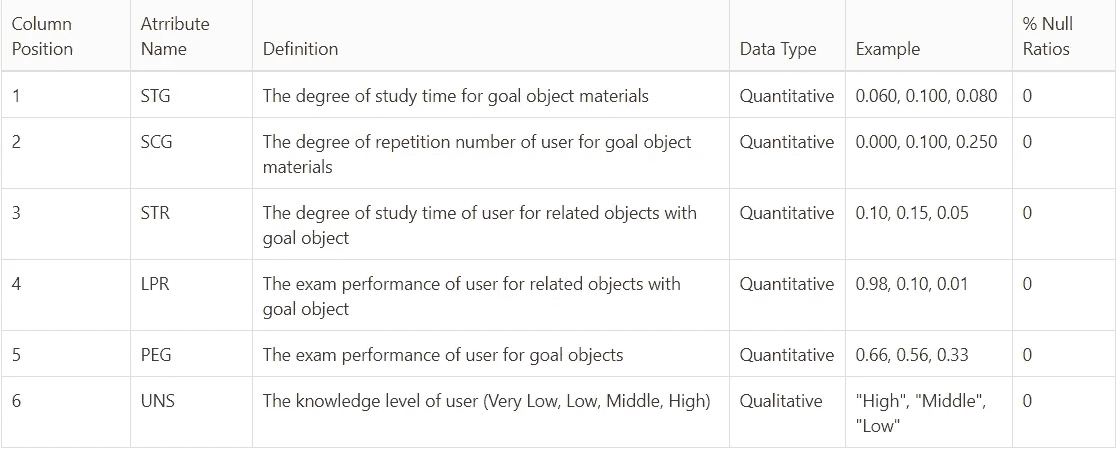 Column Position Atrribute Name Definition Data Type Example % Null Ratios
1 STG The degree of study time for goal object materials Quantitative 0.060, 0.100, 0.080 0
2 SCG The degree of repetition number of user for goal object materials Quantitative 0.000, 0.100, 0.250 0
3 STR The degree of study time of user for related objects with goal object Quantitative 0.10, 0.15, 0.05 0
4 LPR The exam performance of user for related objects with goal object Quantitative 0.98, 0.10, 0.01 0
5 PEG The exam performance of user for goal objects Quantitative 0.66, 0.56, 0.33 0
6 UNS The knowledge level of user (Very Low, Low, Middle, High) Qualitative "High", "Middle", "Low" 0